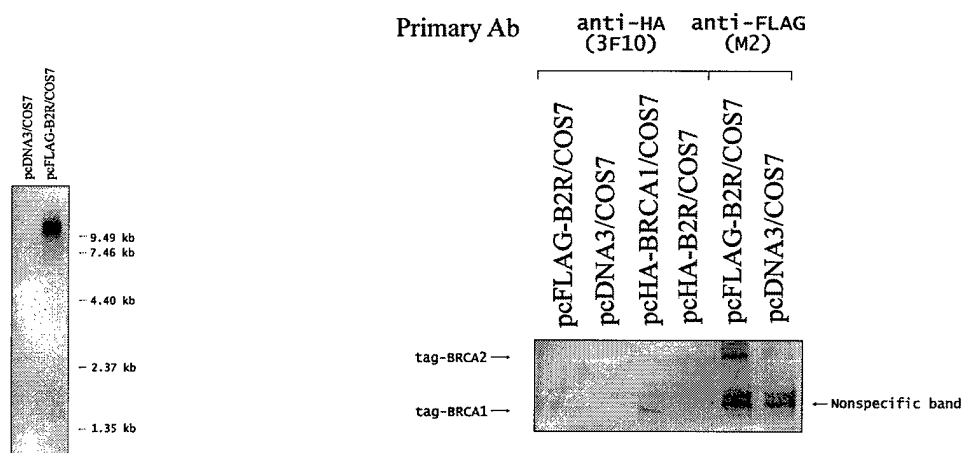 pcDNA3/COS7
pcFLAG-B2R/COS7
9.49 kb
7.46 kb
4.40 kb
2.37 kb
1.35 kb
Primary Ab
anti-HA
(3F10)
anti-FLAG
(M2)
pcFLAG-B2R/COS7
pcDNA3/COS7
pcHA-BRCA1/COS7
pcHA-B2R/COS7
pcFLAG-B2R/COS7
pcDNA3/COS7
tag-BRCA2
tag-BRCA1
Nonspecific band